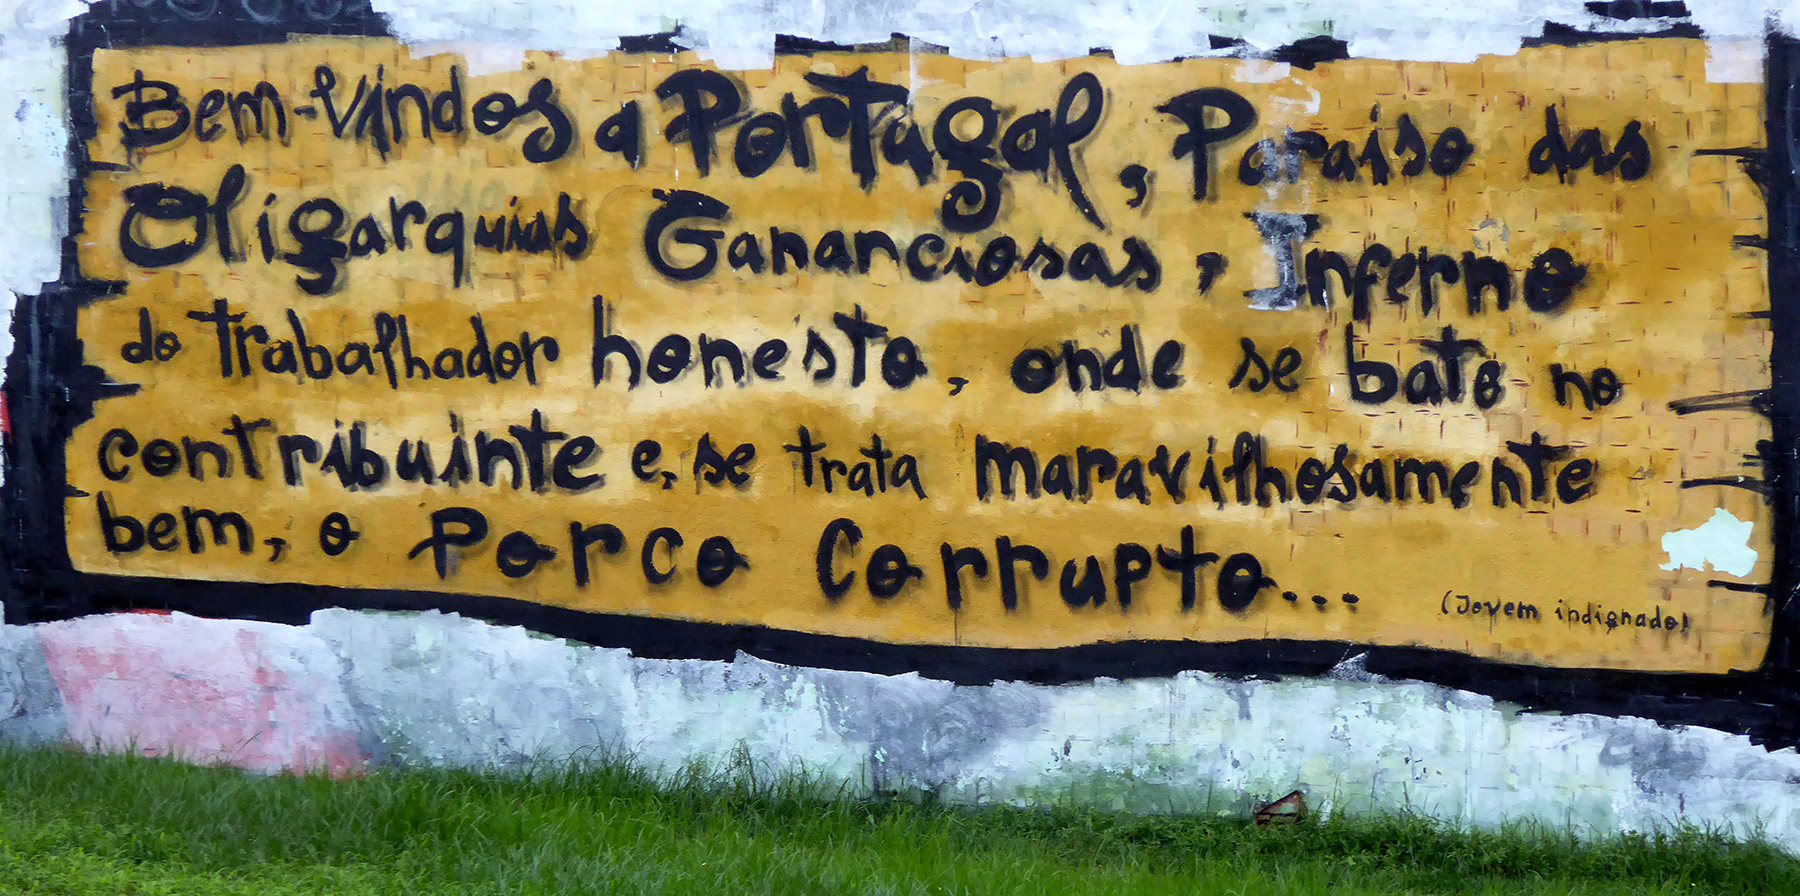 Bem-vindos a Portugal, Paraiso das
Oligarquias Gananciosas, Inferno
do trabalhador honesto, onde se bate no
contribuinte e, se trata maravilhosamente
bem, o Porco Corrupto...
(Jovem indignado)